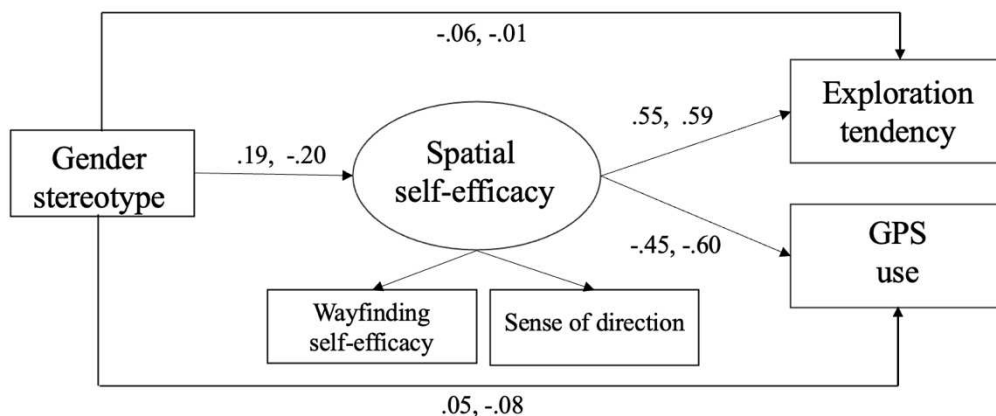 -.06, -.01
Exploration
tendency
.55, .59
Gender
stereotype
.19, -.20
Spatial
self-efficacy
-.45, -.60
GPS
use
Wayfinding
self-efficacy
Sense of direction
.05, -.08